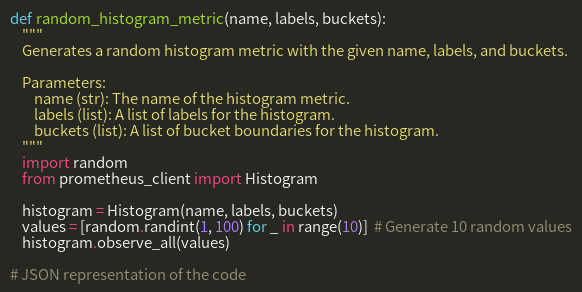 def random_histogram_metric(name, labels, buckets):
    """
    Generates a random histogram metric with the given name, labels, and buckets.

    Parameters:
        name (str): The name of the histogram metric.
        labels (list): A list of labels for the histogram.
        buckets (list): A list of bucket boundaries for the histogram.
    """
    import random
    from prometheus_client import Histogram

    histogram = Histogram(name, labels, buckets)
    values = [random.randint(1, 100) for _ in range(10)]  # Generate 10 random values
    histogram.observe_all(values)

# JSON representation of the code